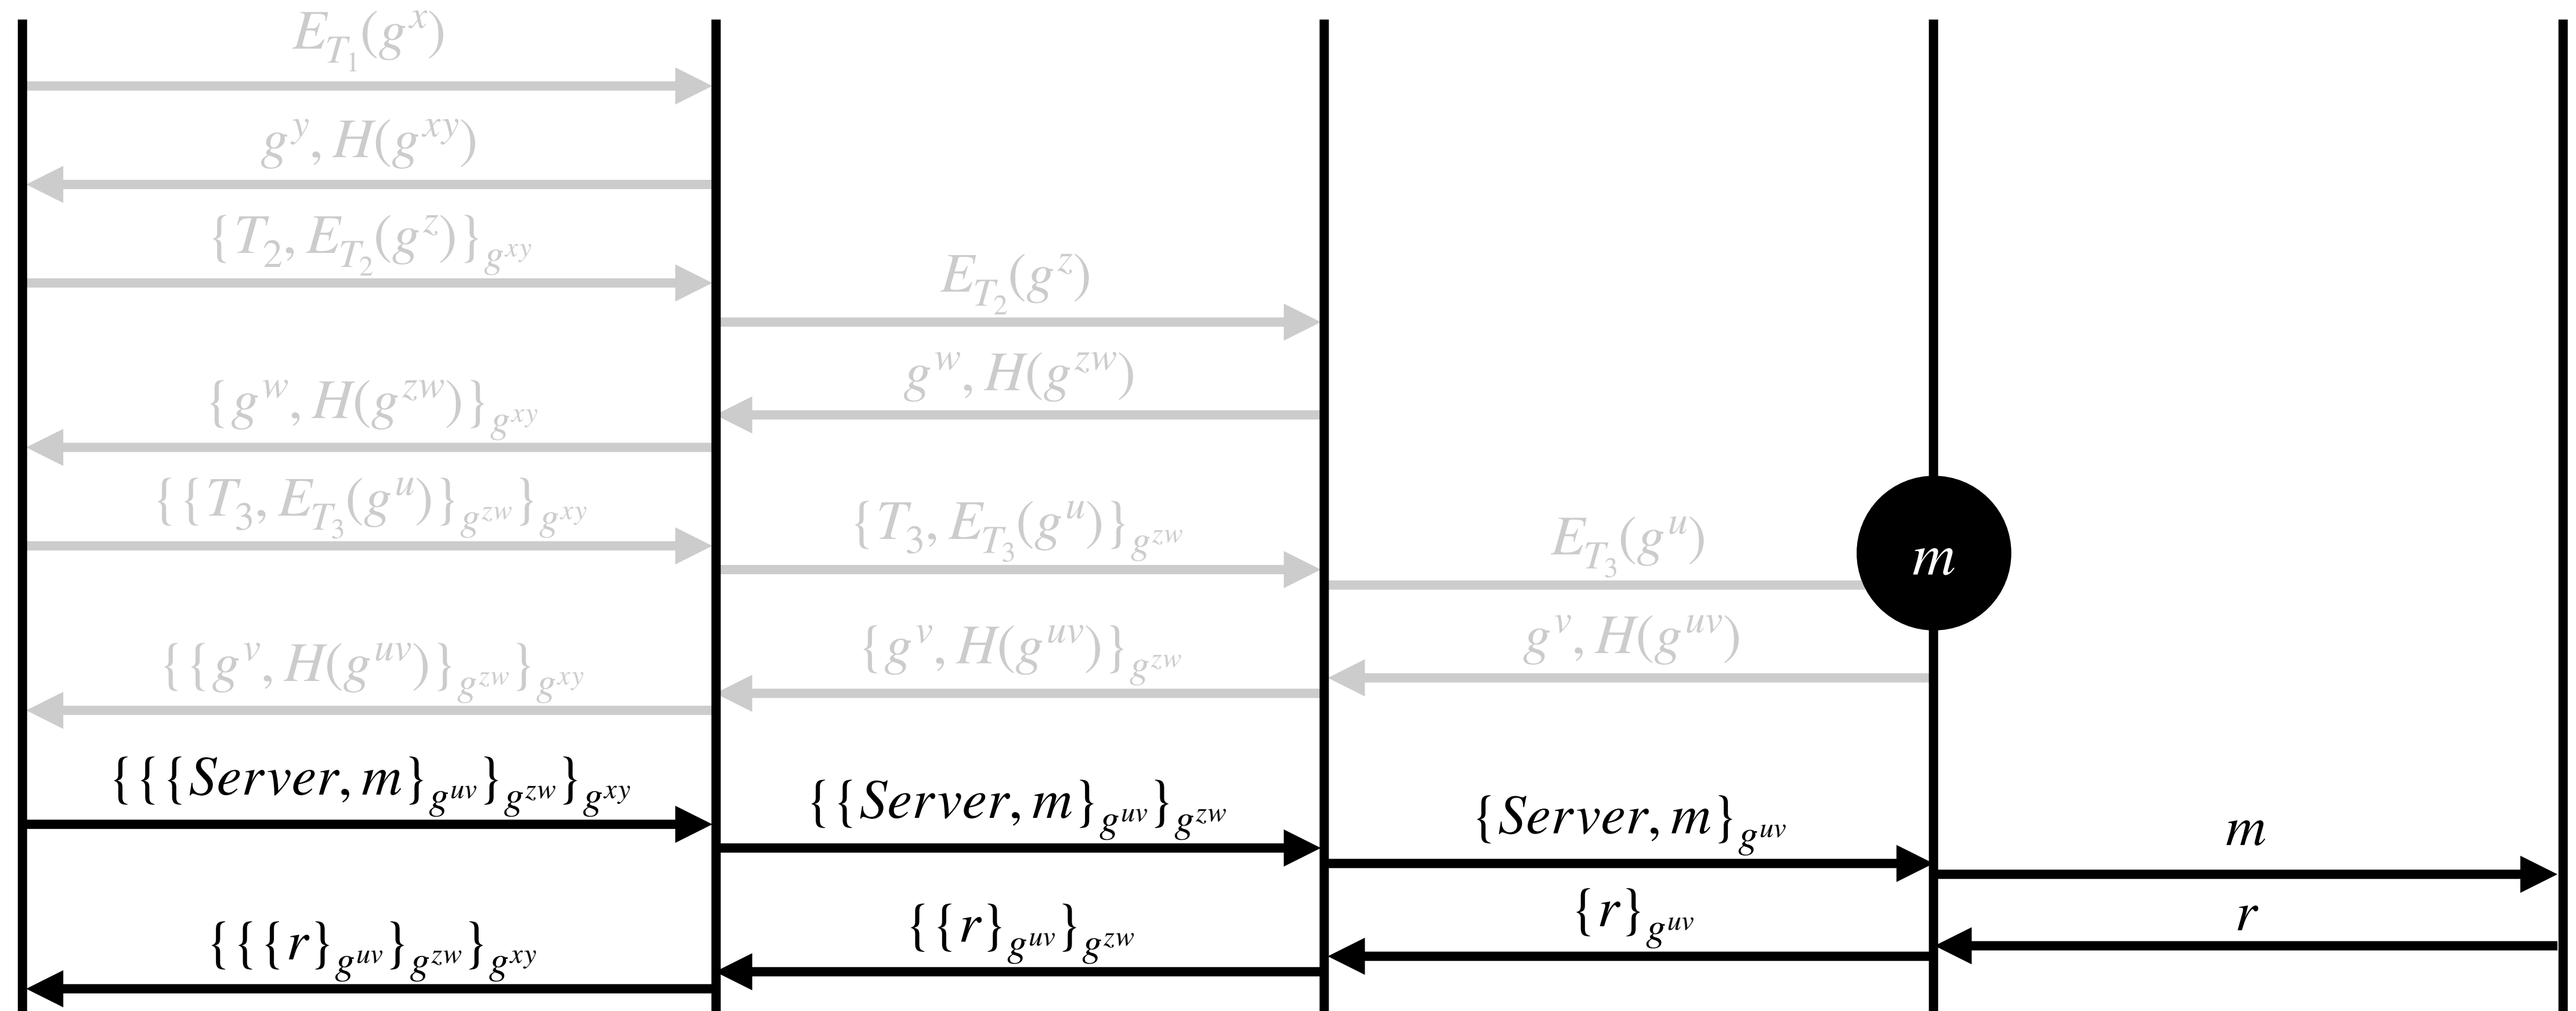 E_{T_1}(g^x)
g^y, H(g^{xy})
{T_2, E_{T_2}(g^z)}_{g^{xy}}
E_{T_2}(g^z)
g^w, H(g^{zw})
{g^w, H(g^{zw})}_{g^{xy}}
{{T_3, E_{T_3}(g^u)}_{g^{zw}}}_{g^{xy}}
{T_3, E_{T_3}(g^u)}_{g^{zw}}
E_{T_3}(g^u)
m
g^v, H(g^{uv})
{g^v, H(g^{uv})}_{g^{zw}}
{{g^v, H(g^{uv})}_{g^{zw}}}_{g^{xy}}
{{{Server, m}_{g^{uv}}}_{g^{zw}}}_{g^{xy}}
{{Server, m}_{g^{uv}}}_{g^{zw}}
{Server, m}_{g^{uv}}
m
r
{r}_{g^{uv}}
{{r}_{g^{uv}}}_{g^{zw}}
{{{r}_{g^{uv}}}_{g^{zw}}}_{g^{xy}}